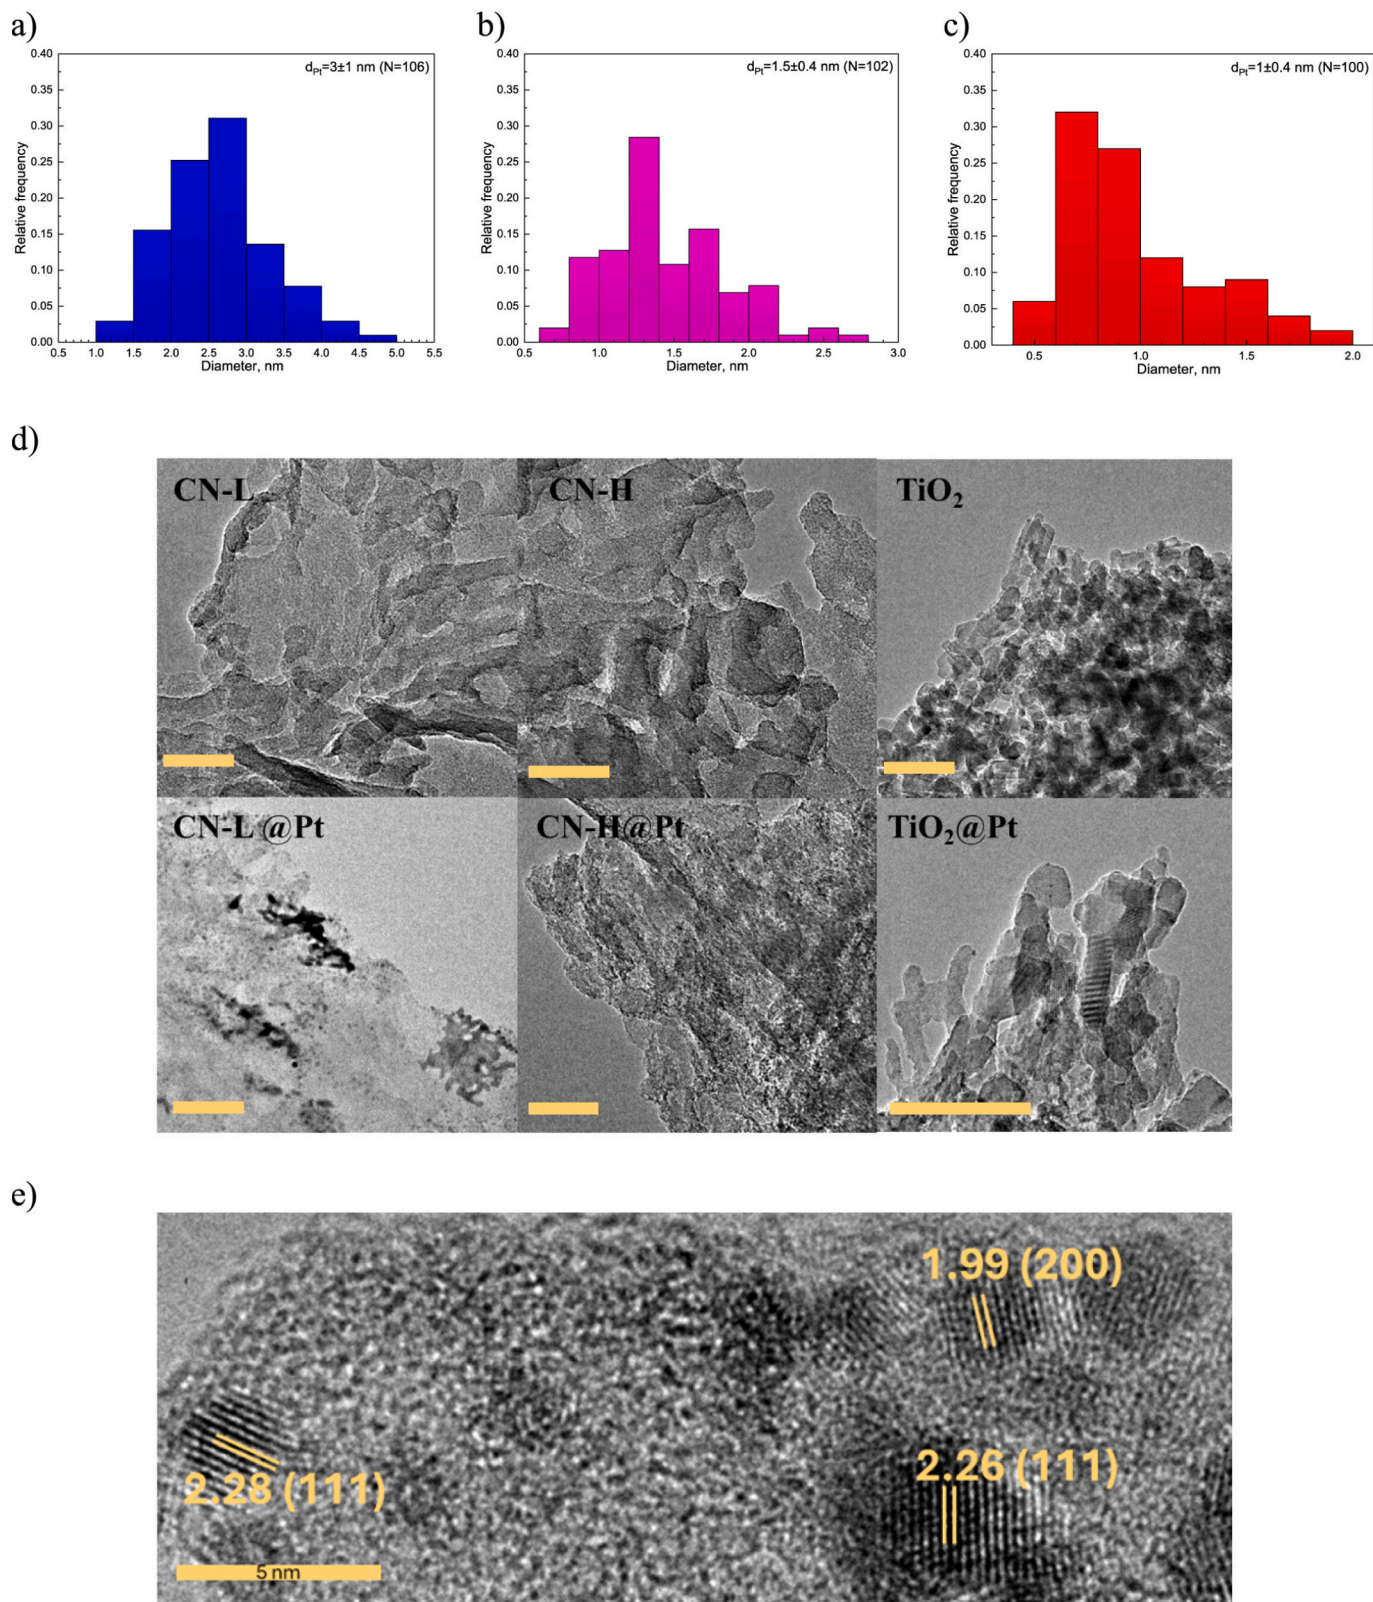 a)
b)
c)
d_Pt=3±1 nm (N=106)
0.40
0.35
0.30
0.25
0.20
0.15
0.10
0.05
0.00
Relative frequency
0.5 1.0 1.5 2.0 2.5 3.0 3.5 4.0 4.5 5.0 5.5
Diameter, nm
d_Pt=1.5±0.4 nm (N=102)
0.40
0.35
0.30
0.25
0.20
0.15
0.10
0.05
0.00
Relative frequency
1.0 1.5 2.0 2.5 3.0
Diameter, nm
d_Pt=1±0.4 nm (N=100)
0.40
0.35
0.30
0.25
0.20
0.15
0.10
0.05
0.00
Relative frequency
0.5 1.0 1.5 2.0
Diameter, nm
d)
CN-L
CN-H
TiO₂
CN-L @Pt
CN-H@Pt
TiO₂@Pt
e)
1.99 (200)
2.28 (111)
2.26 (111)
5 nm